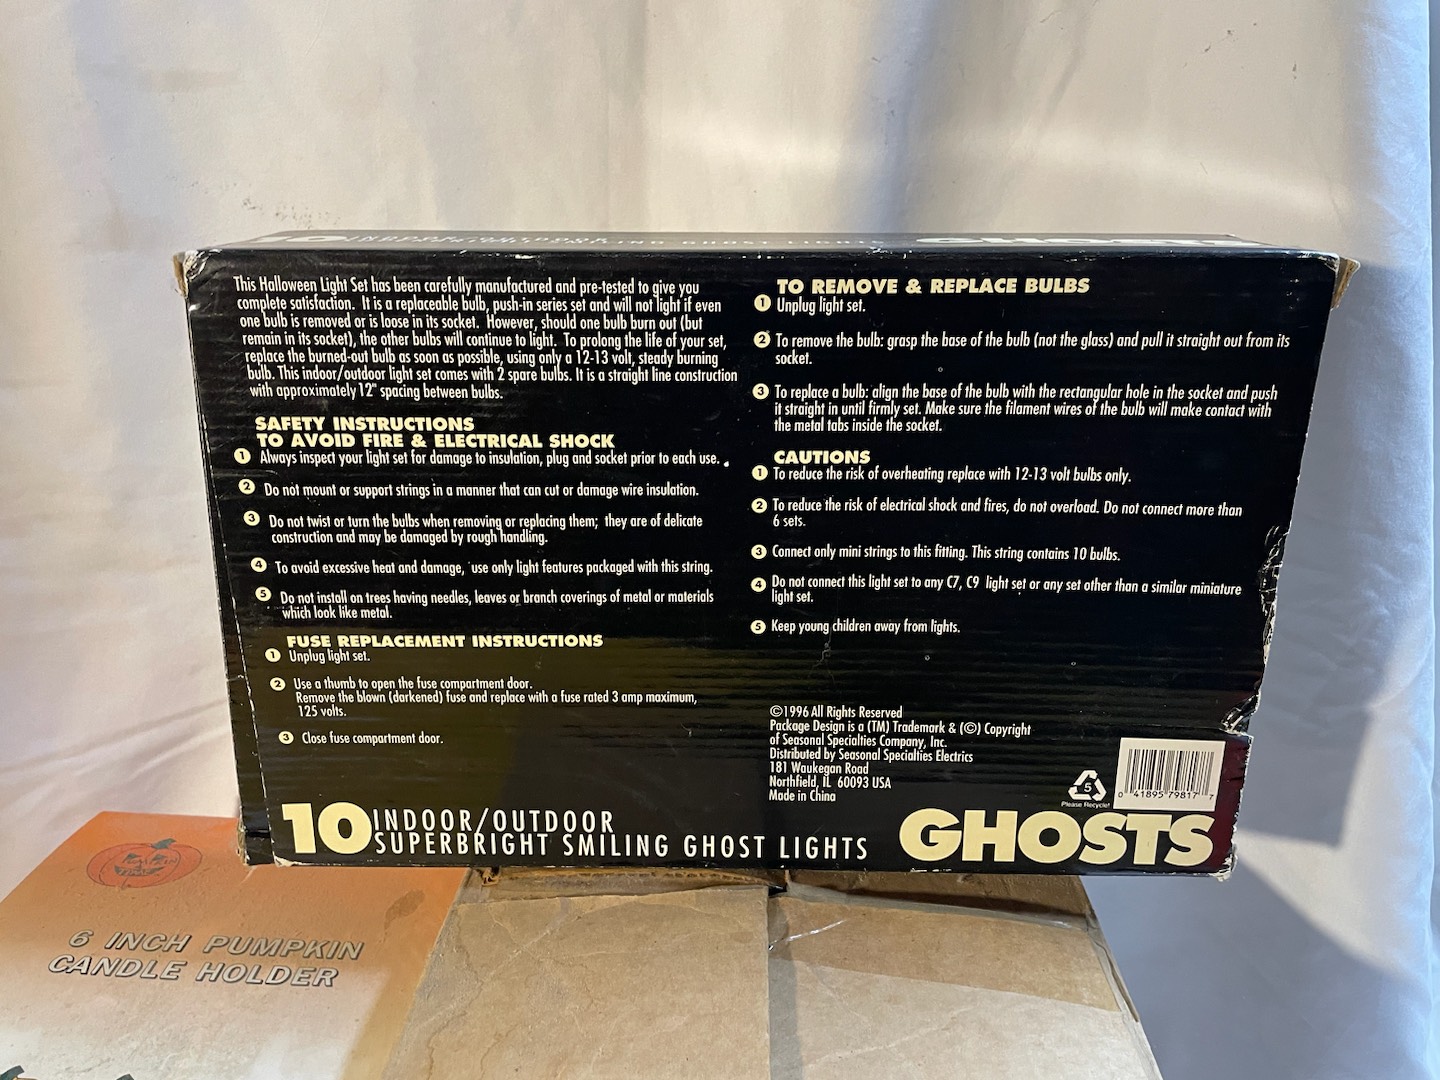 10 INDOOR/OUTDOOR
SMILING GHOST LIGHTS
GHOSTS
This Halloween Light Set has been carefully manufactured and pre-tested to give you
complete satisfaction. It is a replaceable bulb, push-in series set and will not light if even
one bulb is removed or is loose in its socket. However, should one bulb burn out (but
remain in its socket), the other bulbs will continue to light. To prolong the life of your set,
replace the burned-out bulb as soon as possible, using only a 12-13 volt, steady burning
bulb. This indoor/outdoor light set comes with 2 spare bulbs. It is a straight line construction
with approximately 12" spacing between bulbs.
SAFETY INSTRUCTIONS
TO AVOID FIRE & ELECTRICAL SHOCK
1 Always inspect your light set for damage to insulation, plug and socket prior to each use.
2 Do not mount or support strings in a manner that can cut or damage wire insulation.
3 Do not twist or turn the bulbs when removing or replacing them; they are of delicate
construction and may be damaged by rough handling.
4 To avoid excessive heat and damage, use only light features packaged with this string.
5 Do not install on trees having needles, leaves or branch coverings of metal or materials
which look like metal.
FUSE REPLACEMENT INSTRUCTIONS
1 Unplug light set.
2 Use a thumb to open the fuse compartment door.
Remove the blown (darkened) fuse and replace with a fuse rated 3 amp maximum,
125 volts.
3 Close fuse compartment door.
TO REMOVE & REPLACE BULBS
1 Unplug light set.
2 To remove the bulb: grasp the base of the bulb (not the glass) and pull it straight out from its
socket.
3 To replace a bulb: align the base of the bulb with the rectangular hole in the socket and push
it straight in until firmly set. Make sure the filament wires of the bulb will make contact with
the metal tabs inside the socket.
CAUTIONS
1 To reduce the risk of overheating replace with 12-13 volt bulbs only.
2 To reduce the risk of electrical shock and fires, do not overload. Do not connect more than
6 sets.
3 Connect only mini strings to this fitting. This string contains 10 bulbs.
4 Do not connect this light set to any C7, C9 light set or any set other than a similar miniature
light set.
5 Keep young children away from lights.
©1996 All Rights Reserved
Package Design is a (TM) Trademark & (©) Copyright
of Seasonal Specialties Company, Inc.
Distributed by Seasonal Specialties Electrics
181 Waukegan Road
Northfield, IL 60093 USA
Made in China
5
Please Recycle!
0 41895 79817 7
10 INDOOR/OUTDOOR
SUPERBRIGHT SMILING GHOST LIGHTS
GHOSTS
6 INCH PUMPKIN
CANDLE HOLDER